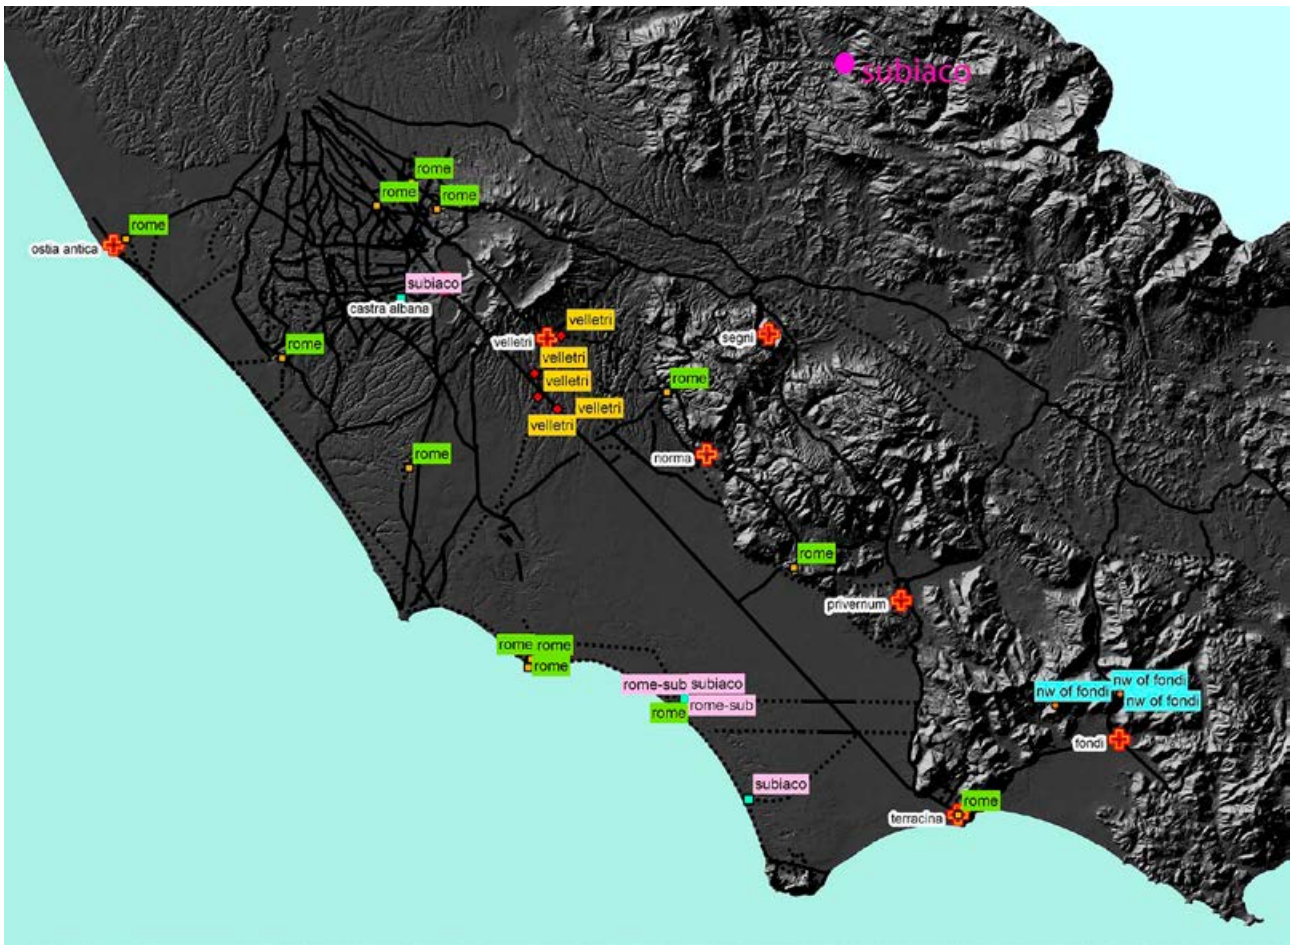 subiaco
rome
rome
rome
rome
ostia antica
subiaco
castra albana
velletri
velletri
segni
rome
velletri
rome
velletri
velletri
velletri
norma
rome
rome
privernum
rome rome
rome
nw of fondi
rome-sub subiaco
nw of fondi
nw of fondi
rome-sub
rome
fondi
subiaco
rome
terracina